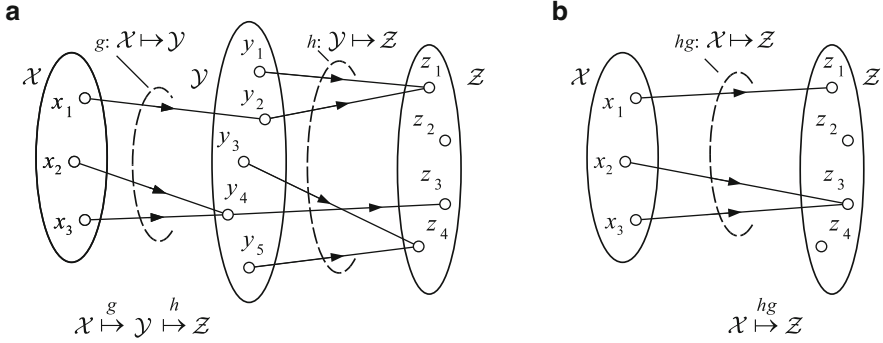 a
g: 𝒳 ↦ 𝒴
𝒳
x₁
x₂
x₃
𝒴
y₁
y₂
y₃
y₄
y₅
h: 𝒴 ↦ 𝒵
𝒵
z₁
z₂
z₃
z₄
g h
𝒳 ↦ 𝒴 ↦ 𝒵
b
hg: 𝒳 ↦ 𝒵
𝒳
x₁
x₂
x₃
𝒵
z₁
z₂
z₃
z₄
hg
𝒳 ↦ 𝒵